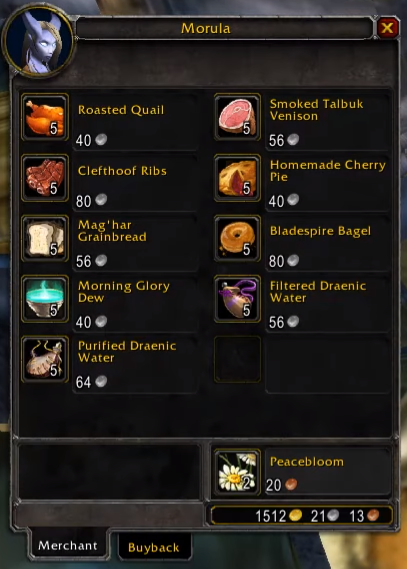 Morula
5
Roasted Quail
40
5
Smoked Talbuk
Venison
56
5
Clefthoof Ribs
80
5
Homemade Cherry
Pie
40
5
Mag'har
Grainbread
56
5
Bladespire Bagel
80
5
Morning Glory
Dew
40
5
Filtered Draenic
Water
56
5
Purified Draenic
Water
64
2
Peacebloom
20
1512 21 13
Merchant
Buyback